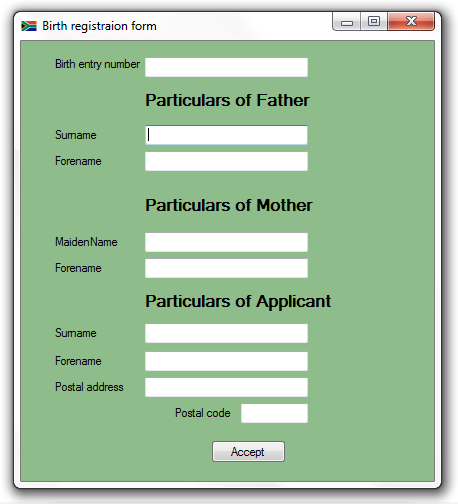 Birth registraion form
Birth entry number
Particulars of Father
Surname
Forename
Particulars of Mother
MaidenName
Forename
Particulars of Applicant
Surname
Forename
Postal address
Postal code
Accept